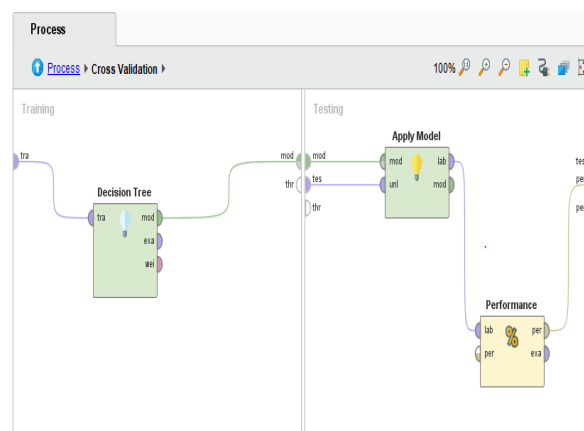 Process
Process Cross Validation
100%
Training
Testing
tra
mod
thr
mod
tes
thr
Decision Tree
tra
mod
exa
wei
Apply Model
mod
lab
unl
mod
Performance
lab
per
%
per
exa
tes
per
per